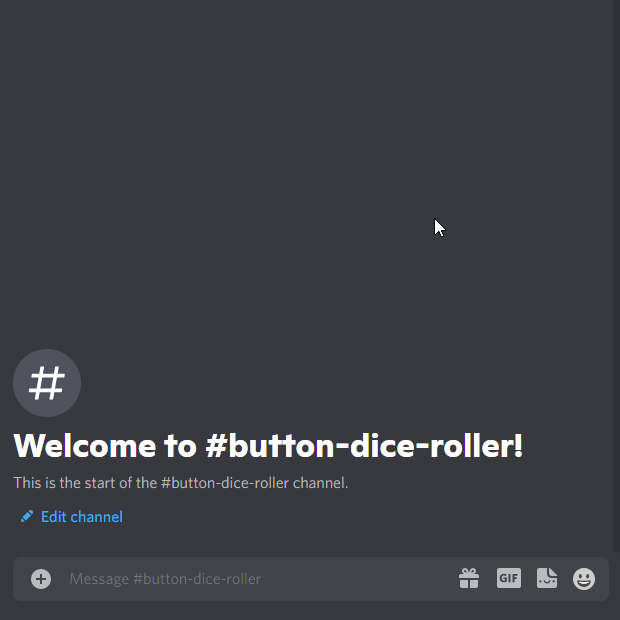 #
Welcome to #button-dice-roller!
This is the start of the #button-dice-roller channel.
Edit channel
Message #button-dice-roller
GIF